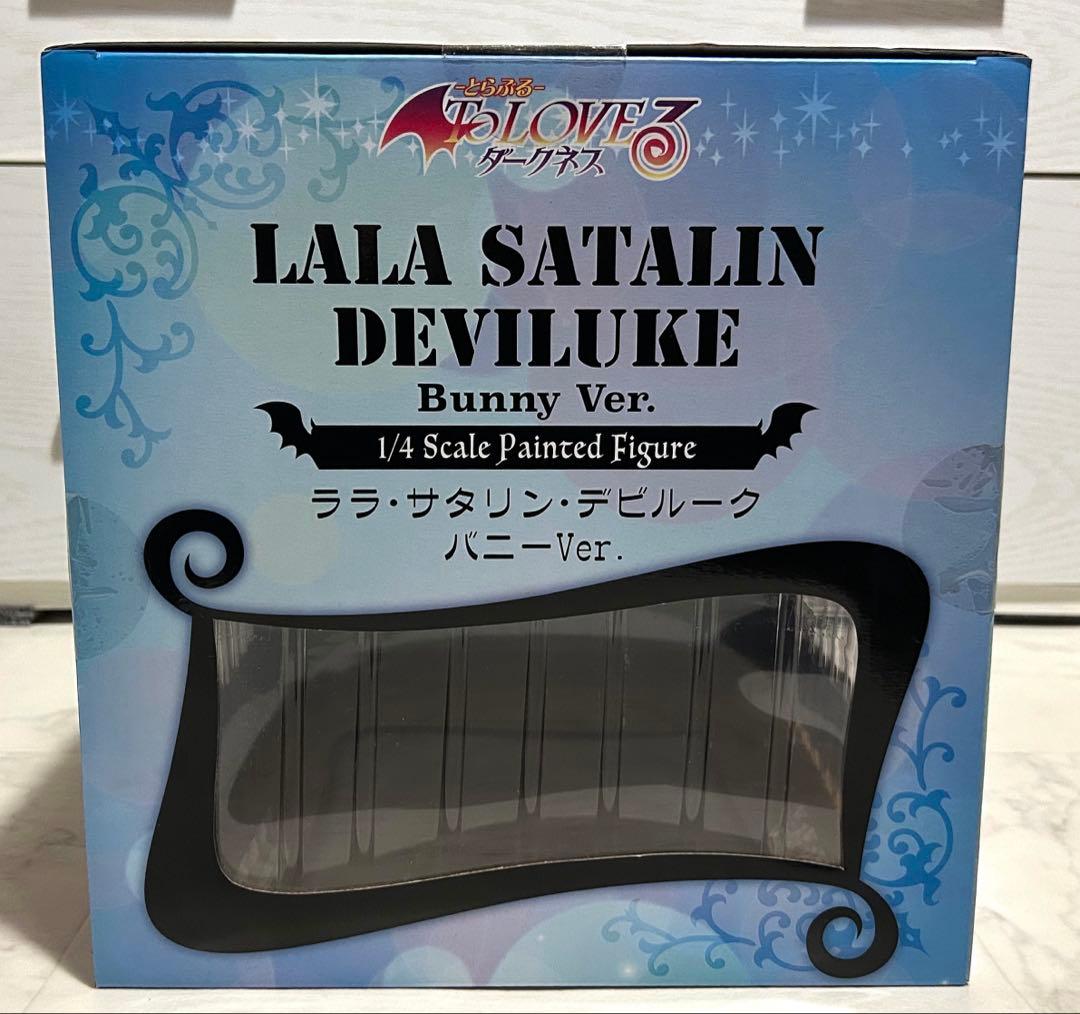 -とらぶる-
ToLOVEる
ダークネス
LALA SATALIN
DEVILUKE
Bunny Ver.
1/4 Scale Painted Figure
ララ・サタリン・デビルーク
バニーVer.